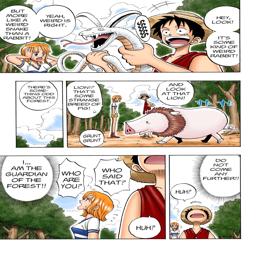 HEY,
LOOK!
IT'S
SOME
KIND OF
WEIRD
RABBIT!
YEAH,
WEIRD IS
RIGHT.
BUT
MORE
LIKE A
WEIRD
SNAKE
THAN A
RABBIT!
AND
LOOK AT
THAT
LION!
LION?
THAT'S
SOME
STRANGE
BREED OF
PIG!
GRUNT
GRUNT
THERE'S
SOME-
THING ODD
ABOUT THIS
FOREST...
DO
NOT
COME
ANY
FURTHER!!
HUH?
HUH?
WHO
SAID
THAT?
WHO
ARE
YOU?
I...
AM THE
GUARDIAN
OF THE
FOREST!!